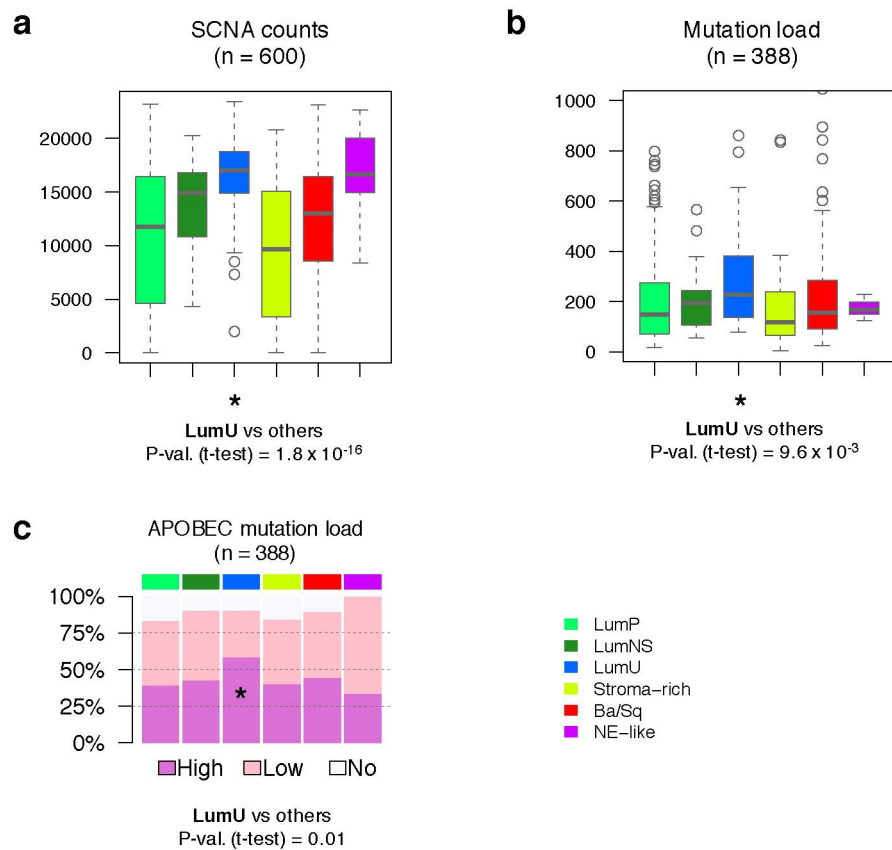 a
SCNA counts
(n = 600)
20000
15000
10000
5000
0
*
LumU vs others
P-val. (t-test) = 1.8 x 10⁻¹⁶
b
Mutation load
(n = 388)
1000
800
600
400
200
0
*
LumU vs others
P-val. (t-test) = 9.6 x 10⁻³
c
APOBEC mutation load
(n = 388)
100%
75%
50%
25%
0%
*
High Low No
LumU vs others
P-val. (t-test) = 0.01
LumP
LumNS
LumU
Stroma-rich
Ba/Sq
NE-like